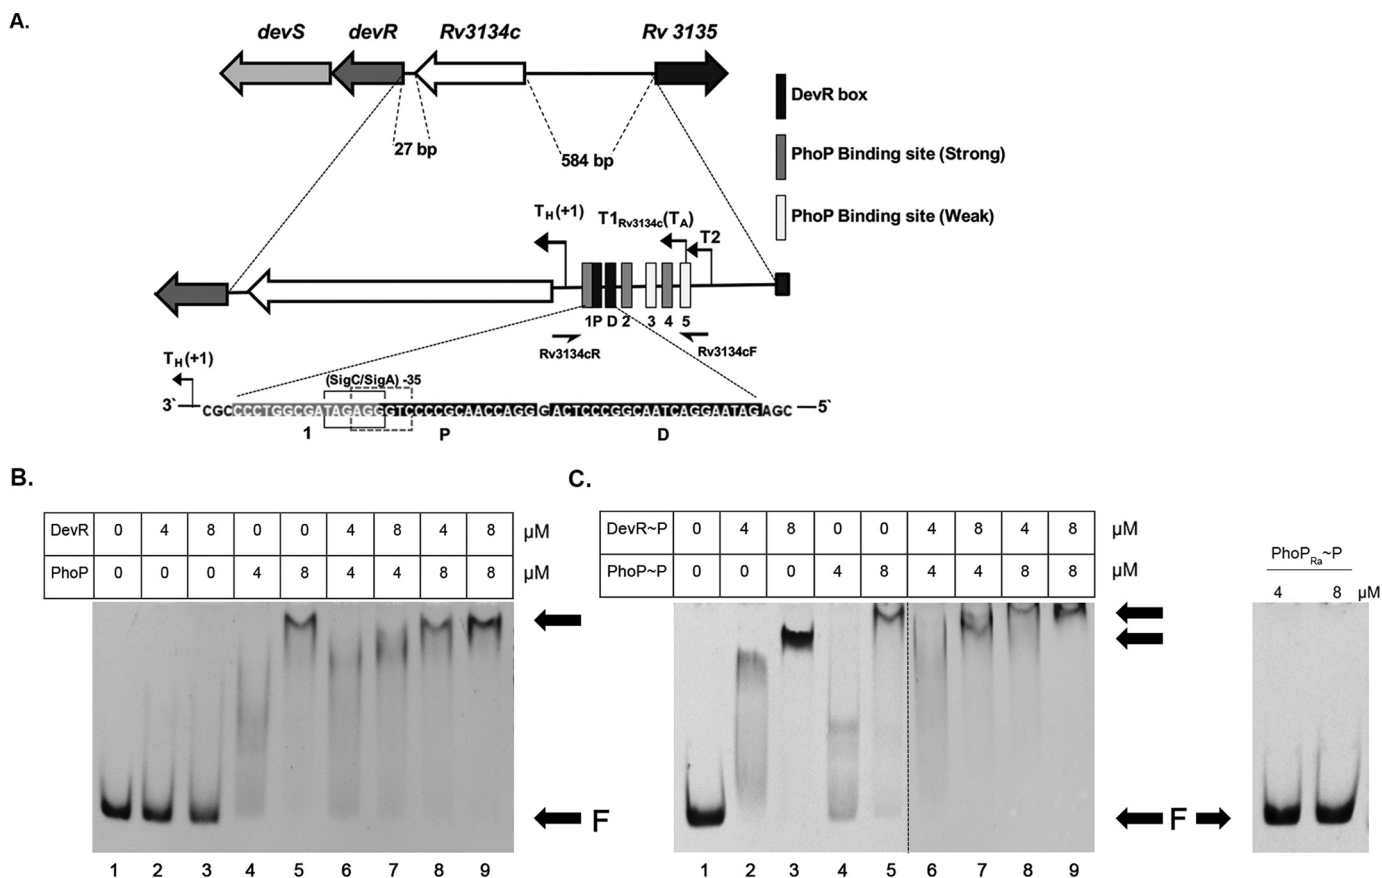 A.
devS devR Rv3134c Rv 3135
DevR box
PhoP Binding site (Strong)
PhoP Binding site (Weak)
27 bp
584 bp
TH(+1)
T1Rv3134c(TA)
T2
1P D 2 3 4 5
Rv3134cR
Rv3134cF
TH(+1)
(SigC/SigA) -35
3` CGCCCCTGGCGATAGAGGGTCCCCGCAACCAGGGGACTCCCGGCAATCAGGAATAGAGC 5`
1 P D
B.
DevR 0 4 8 0 0 4 8 4 8 µM
PhoP 0 0 0 4 8 4 4 8 8 µM
F
1 2 3 4 5 6 7 8 9
C.
DevR~P 0 4 8 0 0 4 8 4 8 µM
PhoP~P 0 0 0 4 8 4 4 8 8 µM
PhoPRa~P
4 8 µM
F
1 2 3 4 5 6 7 8 9